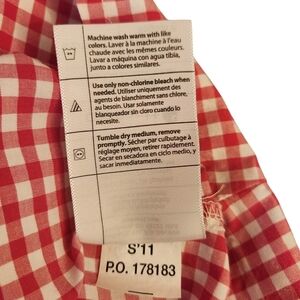 Machine wash warm with like
colors. Laver à la machine à l'eau
chaude avec les mêmes couleurs.
Lavar a máquina con agua tibia,
junto a colores similares.
Use only non-chlorine bleach when
needed. Utiliser uniquement des
agents de blanchiment sans chlore,
au besoin. Usar solamente
blanqueador sin cloro cuando lo
necesite.
Tumble dry medium, remove
promptly. Sécher par culbutage à
réglage moyen, retirer rapidement.
Secar en secadora en ciclo medio, y
sacar de inmediato.
S'11
P.O. 178183